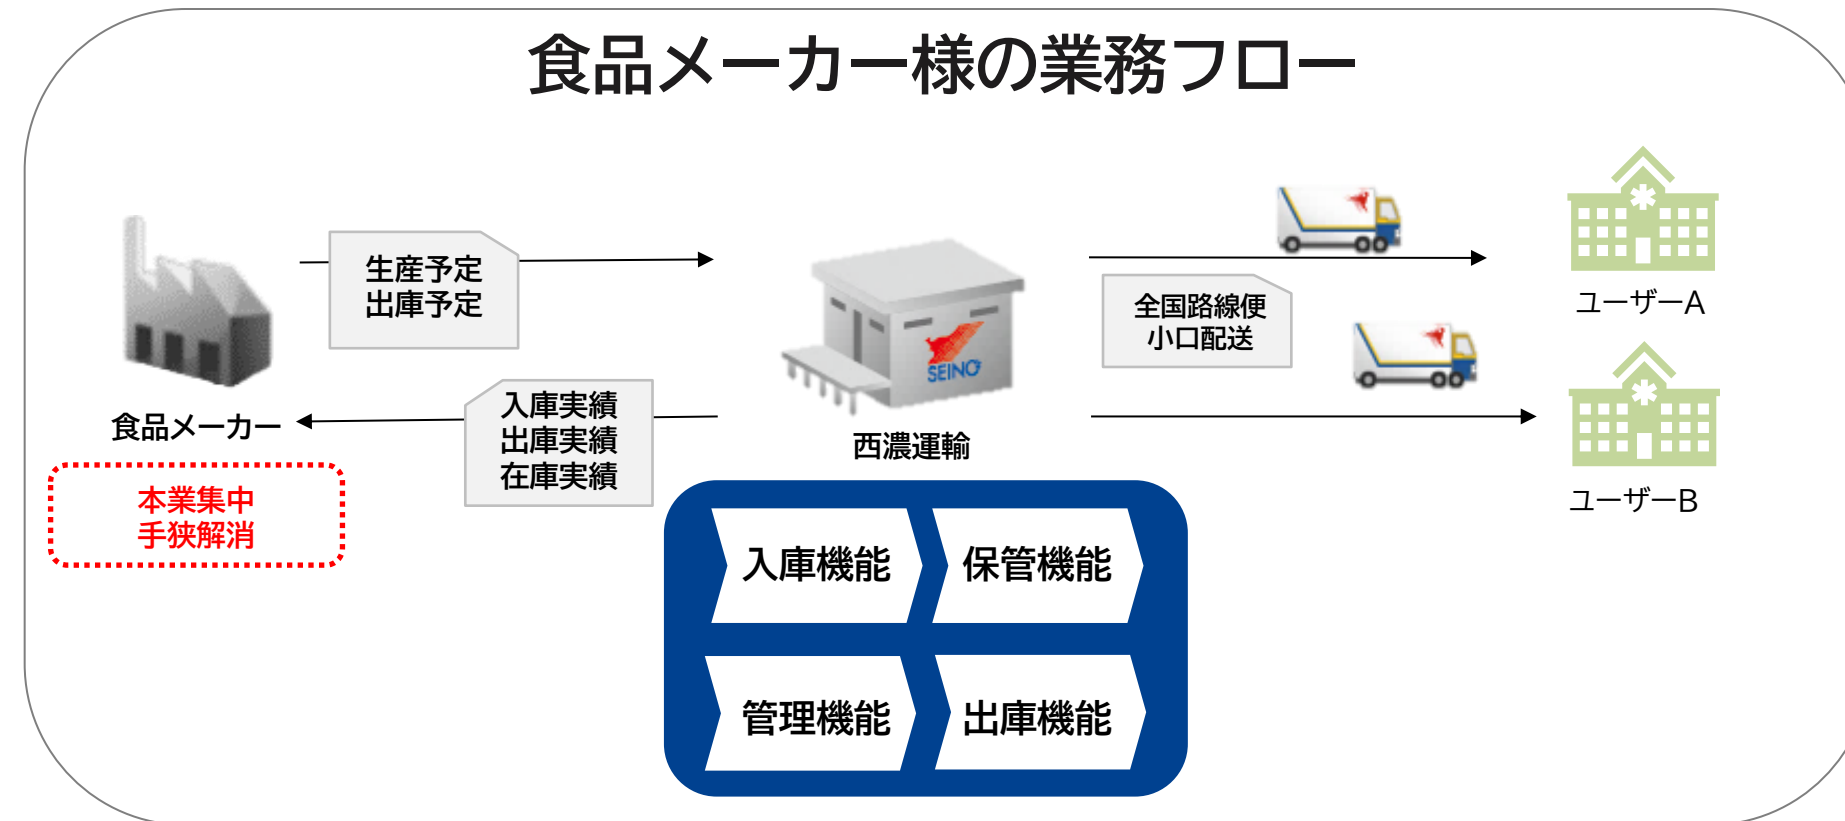 食品メーカー様の業務フロー
生産予定
出庫予定
全国路線便
小口配送
ユーザーA
SEINO
食品メーカー
入庫実績
出庫実績
在庫実績
西濃運輸
ユーザーB
本業集中
手狭解消
入庫機能
保管機能
管理機能
出庫機能